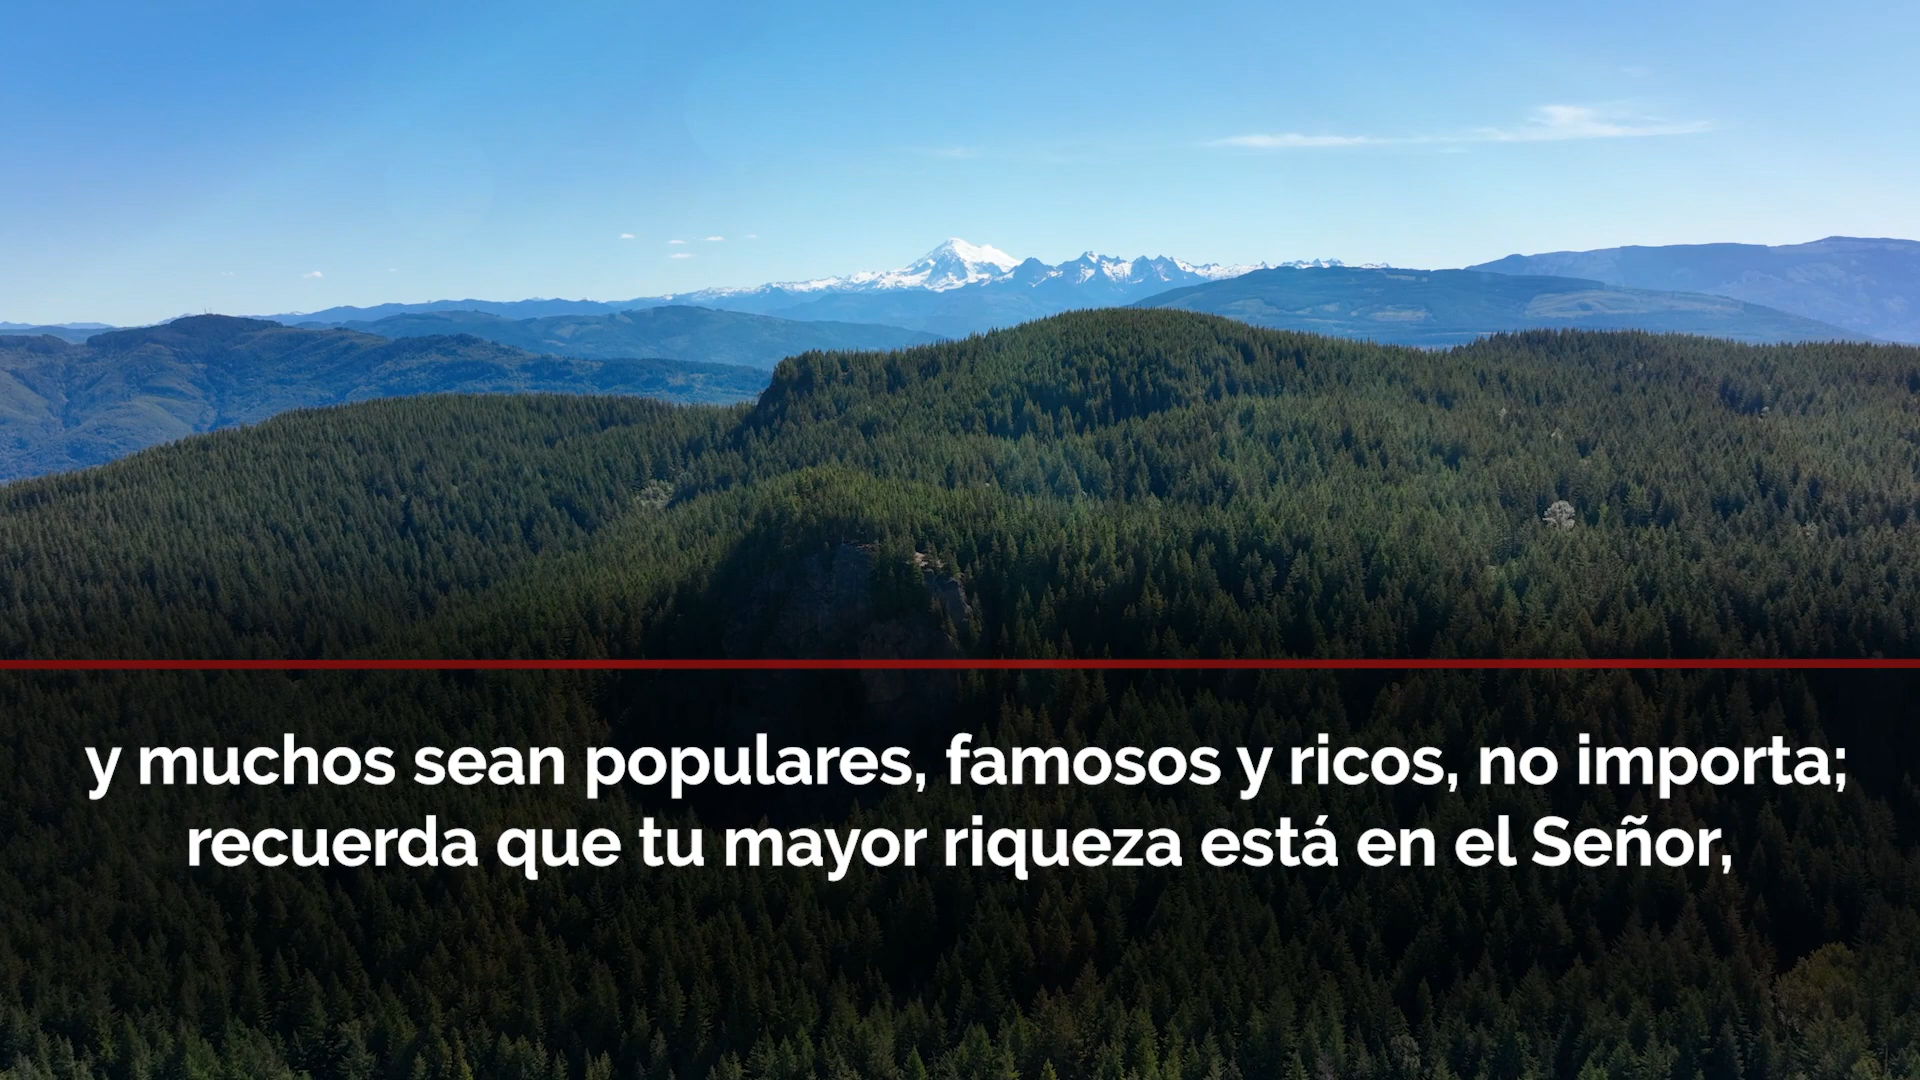 y muchos sean populares, famosos y ricos, no importa;
recuerda que tu mayor riqueza está en el Señor,